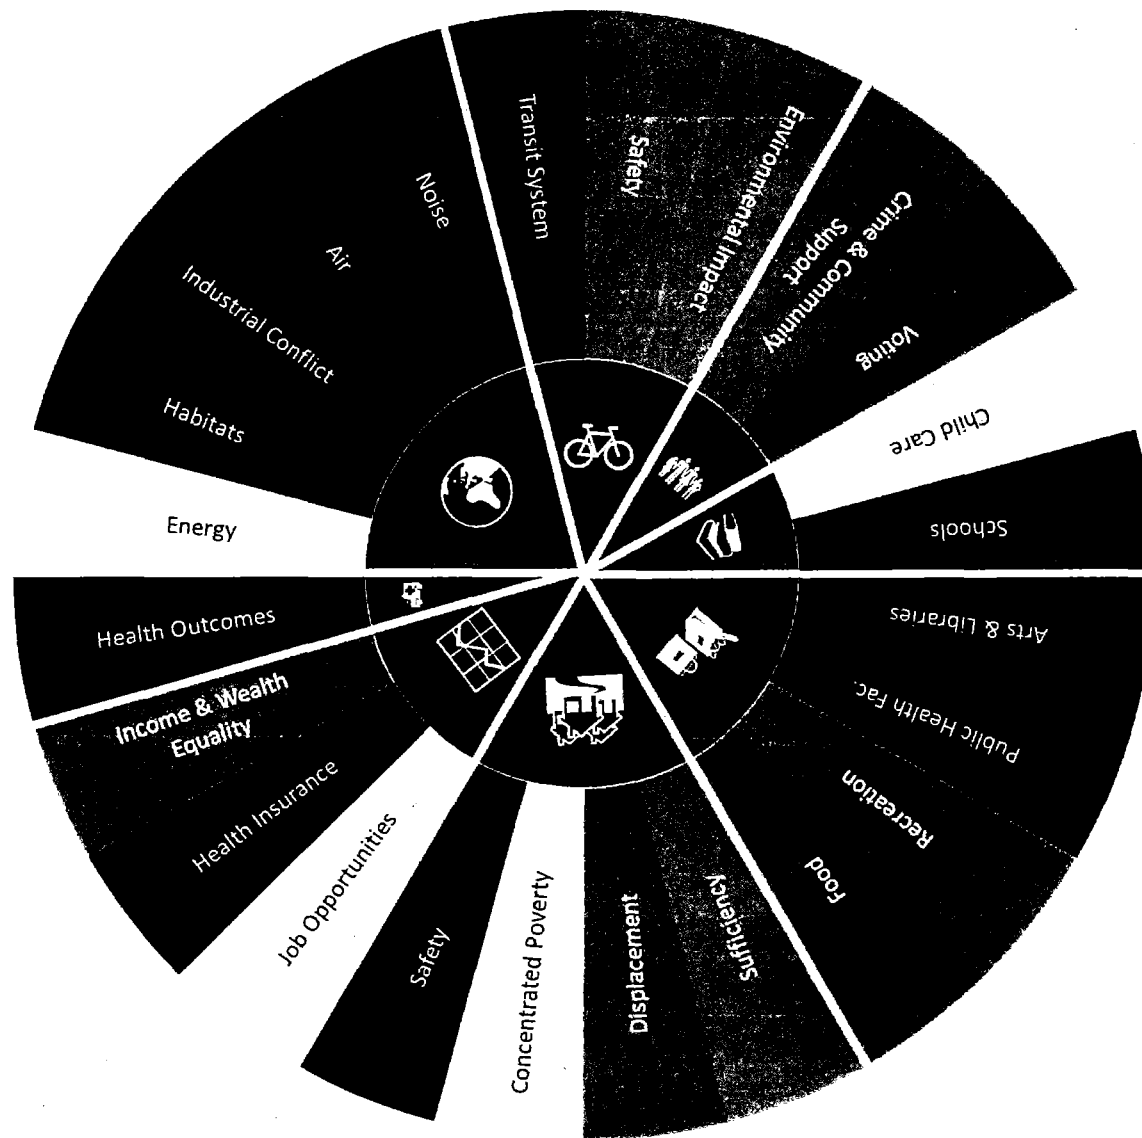 Transit System
Safety
Environmental Impact
Crime & Community
Support
Voting
Child Care
Schools
Arts & Libraries
Public Health Fac.
Recreation
Food
Sufficiency
Displacement
Concentrated Poverty
Safety
Job Opportunities
Health Insurance
Income & Wealth
Equality
Health Outcomes
Energy
Habitats
Industrial Conflict
Air
Noise